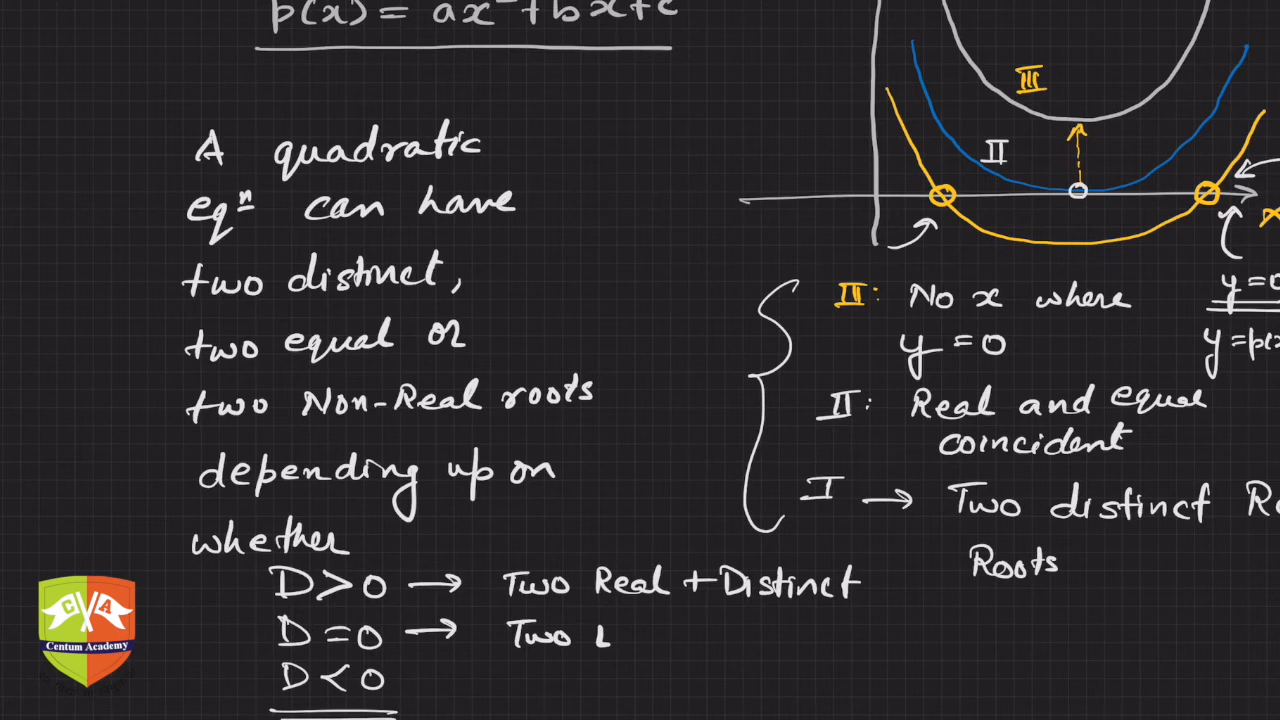 p(x) = ax²+bx+c
A quadratic
eqⁿ can have
two distinct,
two equal or
two Non-Real roots
depending up on
whether
D > 0 → Two Real + Distinct
D = 0 → Two
D < 0
III
II
y=0
y=p(x
III: No x where
y = 0
II: Real and equal
coincident
I → Two distinct Re
Roots
C A
Centum Academy